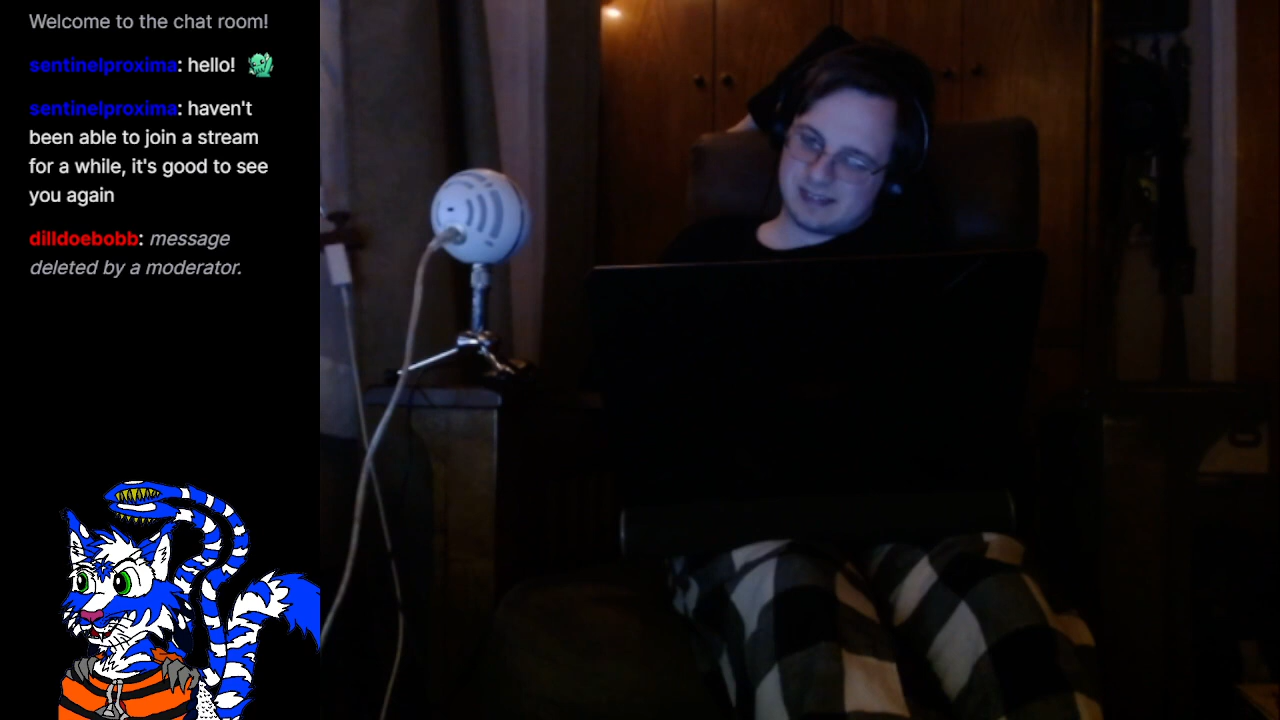 Welcome to the chat room!
sentinelproxima: hello!
sentinelproxima: haven't
been able to join a stream
for a while, it's good to see
you again
dilldoebobb: message
deleted by a moderator.